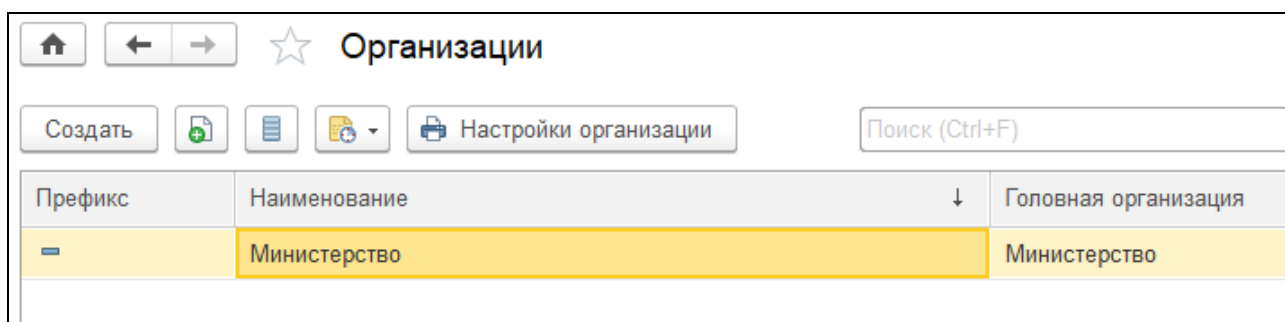 Организации
Создать Настройки организации Поиск (Ctrl+F)
Префикс Наименование ↓ Головная организация
Министерство Министерство